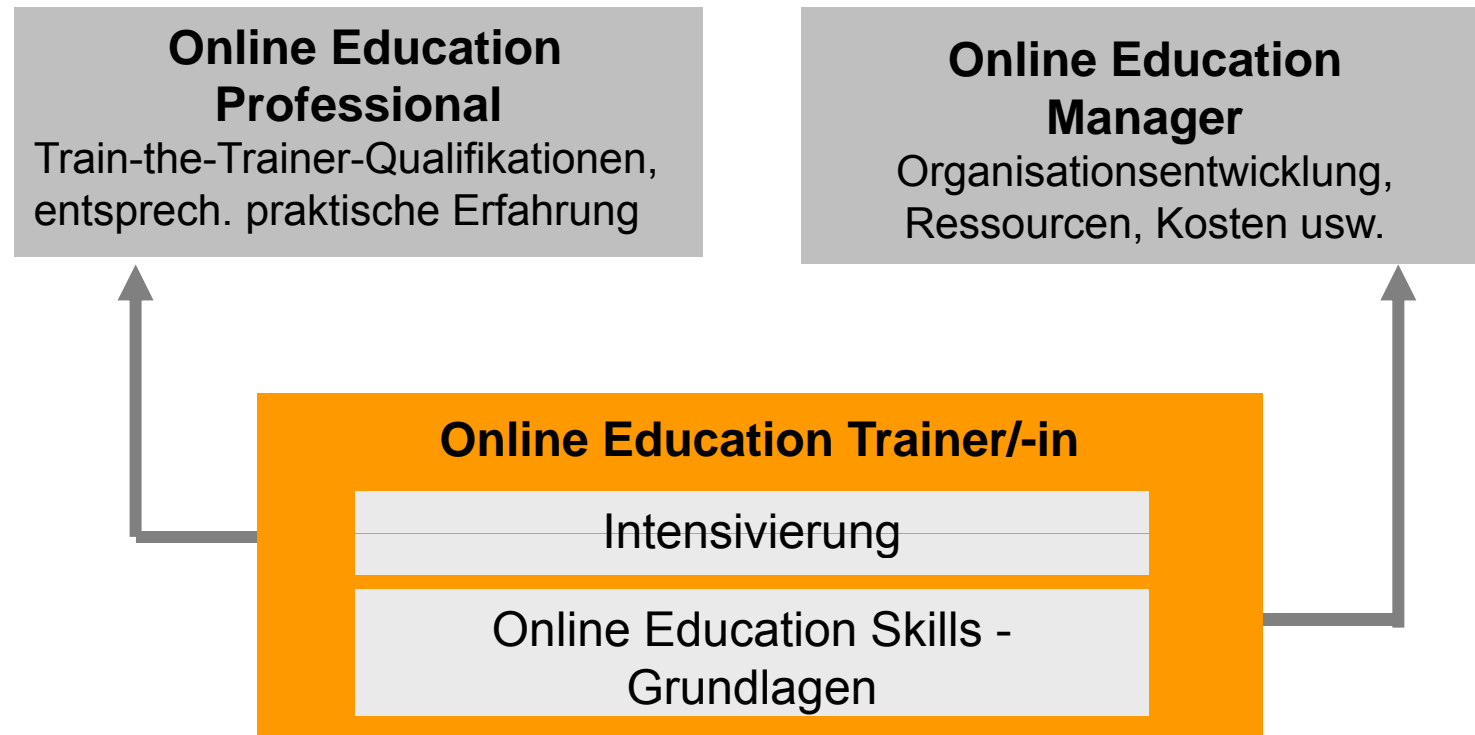 Online Education
Professional
Train-the-Trainer-Qualifikationen,
entsprech. praktische Erfahrung
Online Education
Manager
Organisationsentwicklung,
Ressourcen, Kosten usw.
Online Education Trainer/-in
Intensivierung
Online Education Skills -
Grundlagen